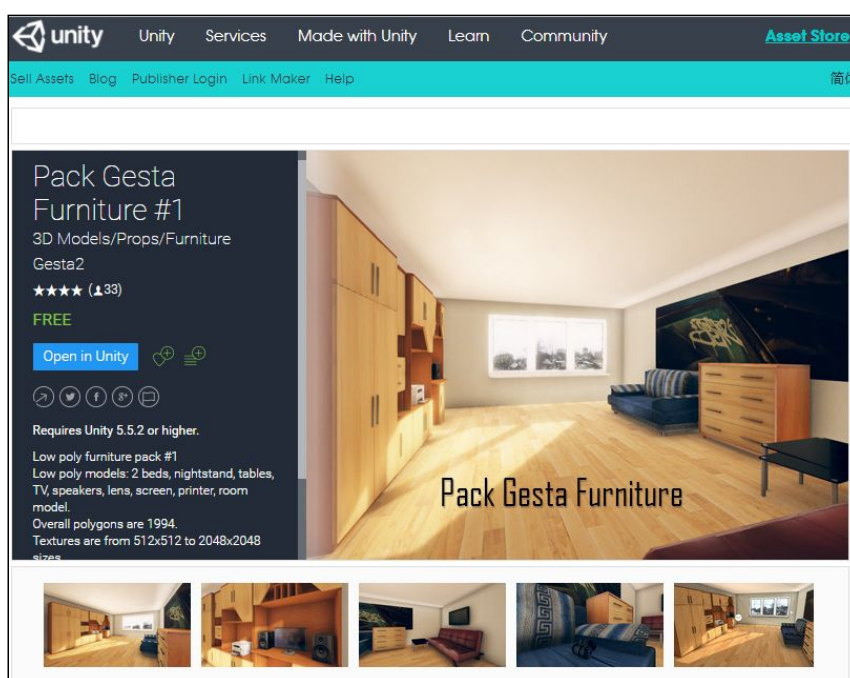 unity Unity Services Made with Unity Learn Community Asset Store
Sell Assets Blog Publisher Login Link Maker Help 简体
Pack Gesta
Furniture #1
3D Models/Props/Furniture
Gesta2
★★★★ (33)
FREE
Open in Unity
Requires Unity 5.5.2 or higher.
Low poly furniture pack #1
Low poly models: 2 beds, nightstand, tables,
TV, speakers, lens, screen, printer, room
model.
Overall polygons are 1994.
Textures are from 512x512 to 2048x2048
sizes
Pack Gesta Furniture